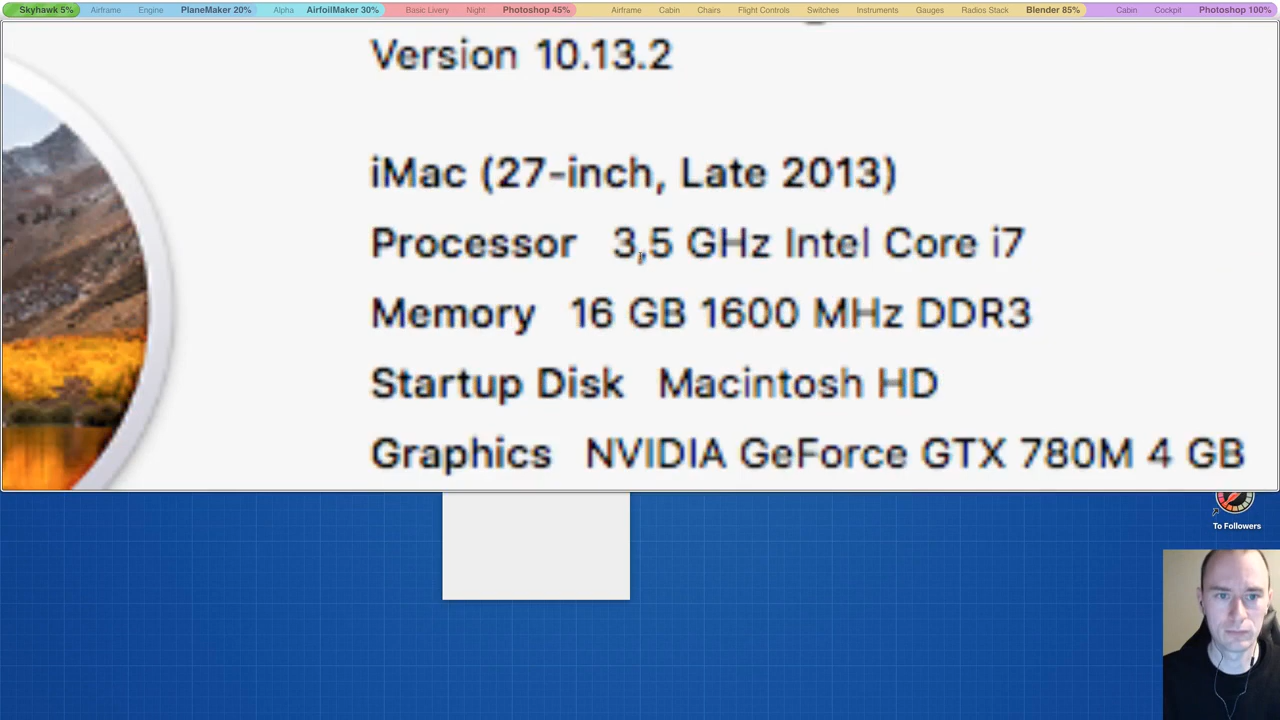 Skyhawk 5% Airframe Engine PlaneMaker 20% Alpha AirfoilMaker 30% Basic Livery Night Photoshop 45% Airframe Cabin Chairs Flight Controls Switches Instruments Gauges Radios Stack Blender 85% Cabin Cockpit Photoshop 100%
Version 10.13.2
iMac (27-inch, Late 2013)
Processor 3,5 GHz Intel Core i7
Memory 16 GB 1600 MHz DDR3
Startup Disk Macintosh HD
Graphics NVIDIA GeForce GTX 780M 4 GB
To Followers